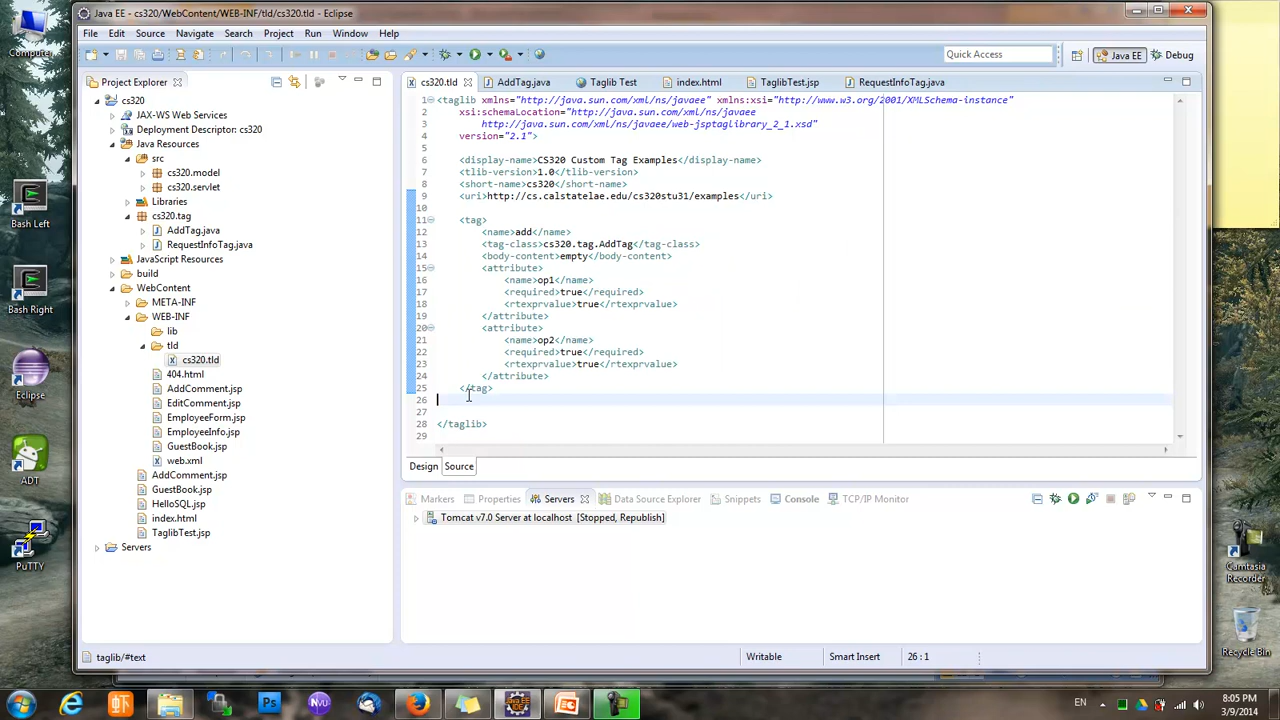 Java EE - cs320/WebContent/WEB-INF/tld/cs320.tld - Eclipse
File Edit Source Navigate Search Project Run Window Help
Quick Access
Java EE
Debug
Project Explorer
cs320
JAX-WS Web Services
Deployment Descriptor: cs320
Java Resources
src
cs320.model
cs320.servlet
Libraries
cs320.tag
AddTag.java
RequestInfoTag.java
JavaScript Resources
build
WebContent
META-INF
WEB-INF
lib
tld
cs320.tld
404.html
AddComment.jsp
EditComment.jsp
EmployeeForm.jsp
EmployeeInfo.jsp
GuestBook.jsp
web.xml
AddComment.jsp
GuestBook.jsp
HelloSQL.jsp
index.html
TaglibTest.jsp
Servers
cs320.tld AddTag.java Taglib Test index.html TaglibTest.jsp RequestInfoTag.java
1 <taglib xmlns="http://java.sun.com/xml/ns/javaee" xmlns:xsi="http://www.w3.org/2001/XMLSchema-instance"
2 xsi:schemaLocation="http://java.sun.com/xml/ns/javaee
3 http://java.sun.com/xml/ns/javaee/web-jsptaglibrary_2_1.xsd"
4 version="2.1">
5
6 <display-name>CS320 Custom Tag Examples</display-name>
7 <tlib-version>1.0</tlib-version>
8 <short-name>cs320</short-name>
9 <uri>http://cs.calstatelae.edu/cs320stu31/examples</uri>
10
11 <tag>
12 <name>add</name>
13 <tag-class>cs320.tag.AddTag</tag-class>
14 <body-content>empty</body-content>
15 <attribute>
16 <name>op1</name>
17 <required>true</required>
18 <rtexprvalue>true</rtexprvalue>
19 </attribute>
20 <attribute>
21 <name>op2</name>
22 <required>true</required>
23 <rtexprvalue>true</rtexprvalue>
24 </attribute>
25 </tag>
26
27
28 </taglib>
29
Design Source
Markers Properties Servers Data Source Explorer Snippets Console TCP/IP Monitor
Tomcat v7.0 Server at localhost [Stopped, Republish]
taglib/#text
Writable
Smart Insert
26 : 1
Computer
Bash Left
Bash Right
Eclipse
ADT
PuTTY
Camtasia
Recorder
Recycle Bin
虾
Ps
Nvu
EN
8:05 PM
3/9/2014